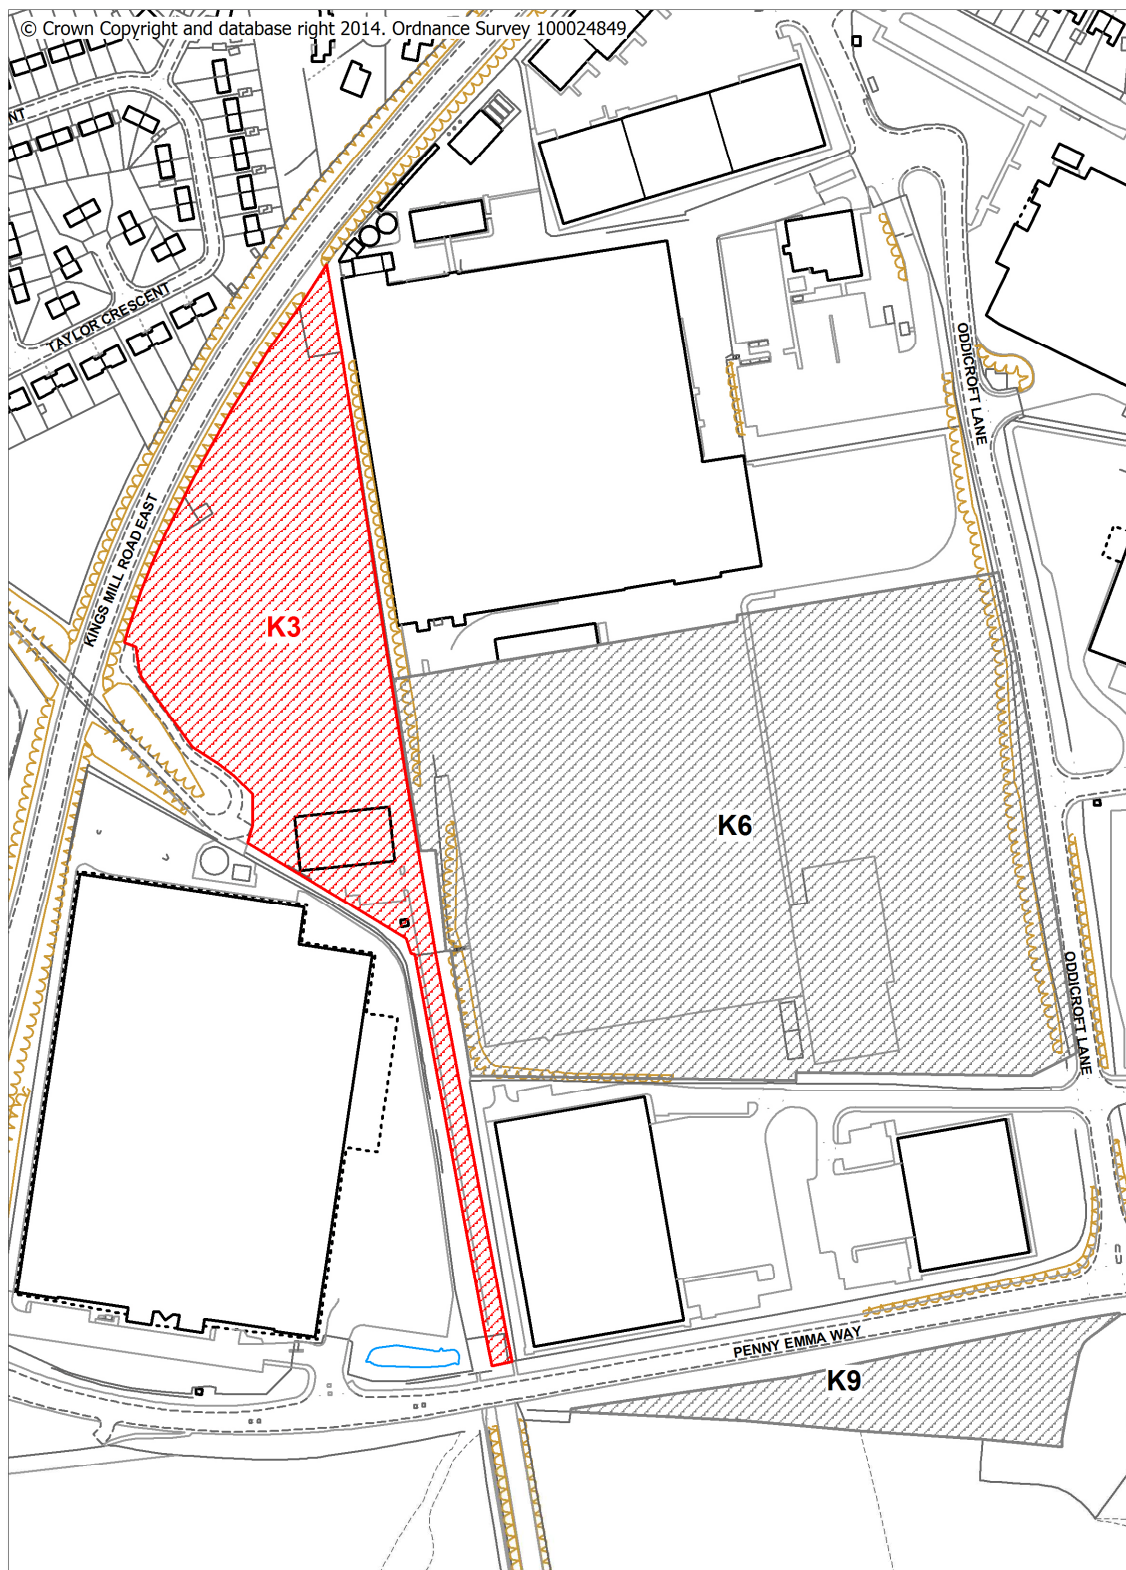 © Crown Copyright and database right 2014. Ordnance Survey 100024849
NT
TAYLOR CRESCENT
ODDICROFT LANE
KINGS MILL ROAD EAST
K3
K6
ODDICROFT LANE
PENNY EMMA WAY
K9